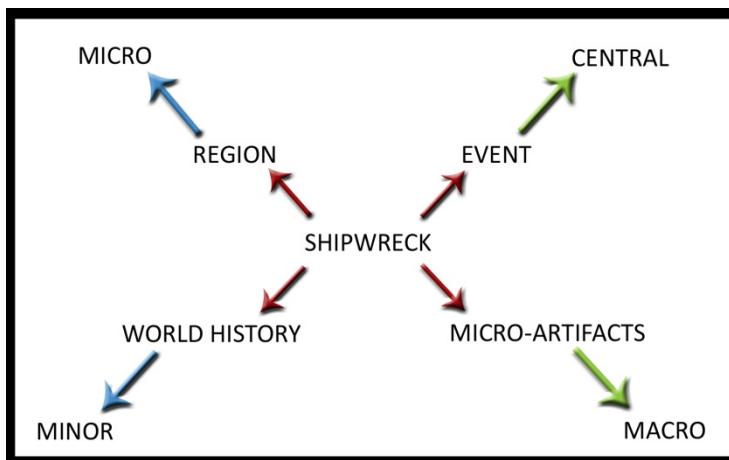 MICRO
CENTRAL
REGION
EVENT
SHIPWRECK
WORLD HISTORY
MICRO-ARTIFACTS
MINOR
MACRO